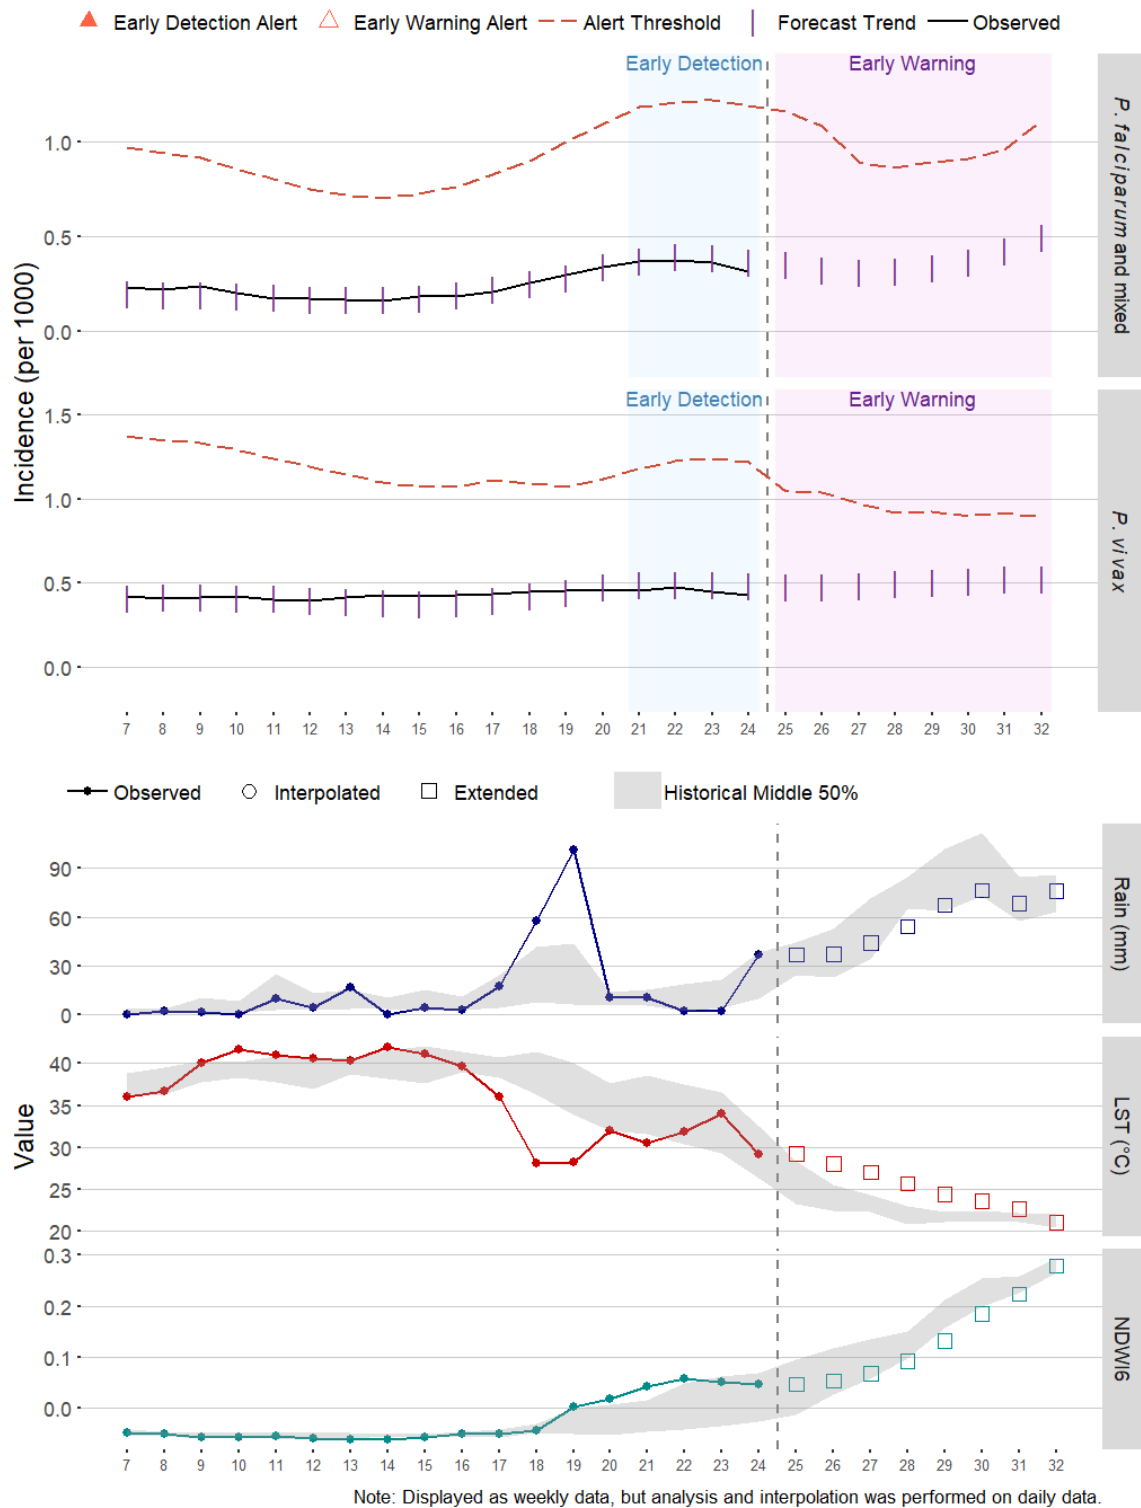 Early Detection Alert Early Warning Alert Alert Threshold Forecast Trend Observed
Early Detection Early Warning
1.0
0.5
0.0
P. falciparum and mixed
Early Detection Early Warning
1.5
1.0
0.5
0.0
P. vivax
Incidence (per 1000)
7 8 9 10 11 12 13 14 15 16 17 18 19 20 21 22 23 24 25 26 27 28 29 30 31 32
Observed Interpolated Extended Historical Middle 50%
90
60
30
0
Rain (mm)
40
35
30
25
20
LST (°C)
Value
0.3
0.2
0.1
0.0
NDWI6
7 8 9 10 11 12 13 14 15 16 17 18 19 20 21 22 23 24 25 26 27 28 29 30 31 32
Note: Displayed as weekly data, but analysis and interpolation was performed on daily data.